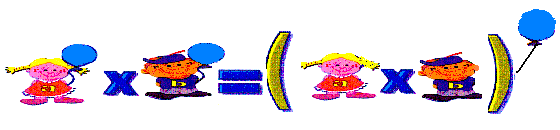 x = ( x )